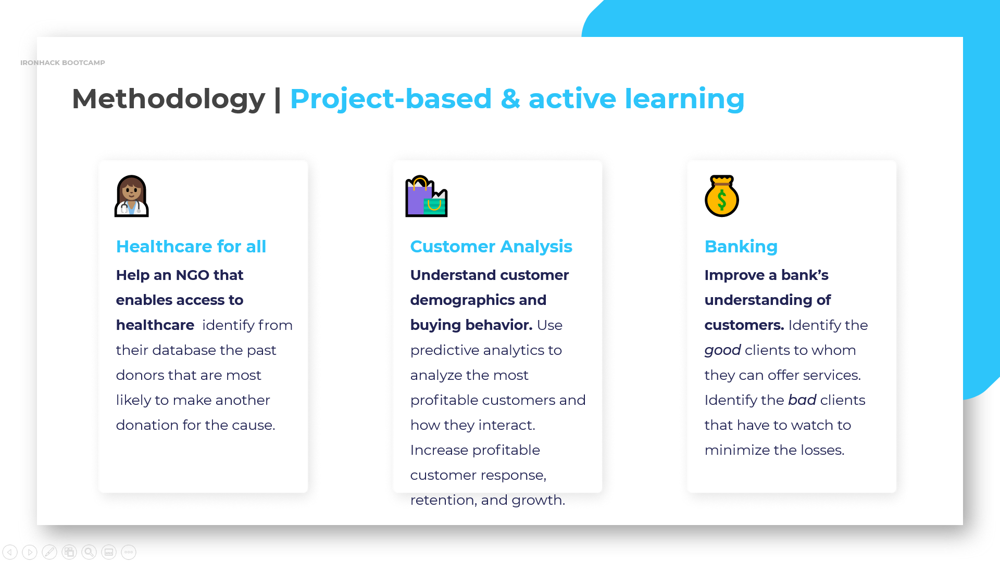 IRONHACK BOOTCAMP
Methodology | Project-based & active learning
Healthcare for all
Help an NGO that
enables access to
healthcare identify from
their database the past
donors that are most
likely to make another
donation for the cause.
Customer Analysis
Understand customer
demographics and
buying behavior. Use
predictive analytics to
analyze the most
profitable customers and
how they interact.
Increase profitable
customer response,
retention, and growth.
$
Banking
Improve a bank’s
understanding of
customers. Identify the
good clients to whom
they can offer services.
Identify the bad clients
that have to watch to
minimize the losses.